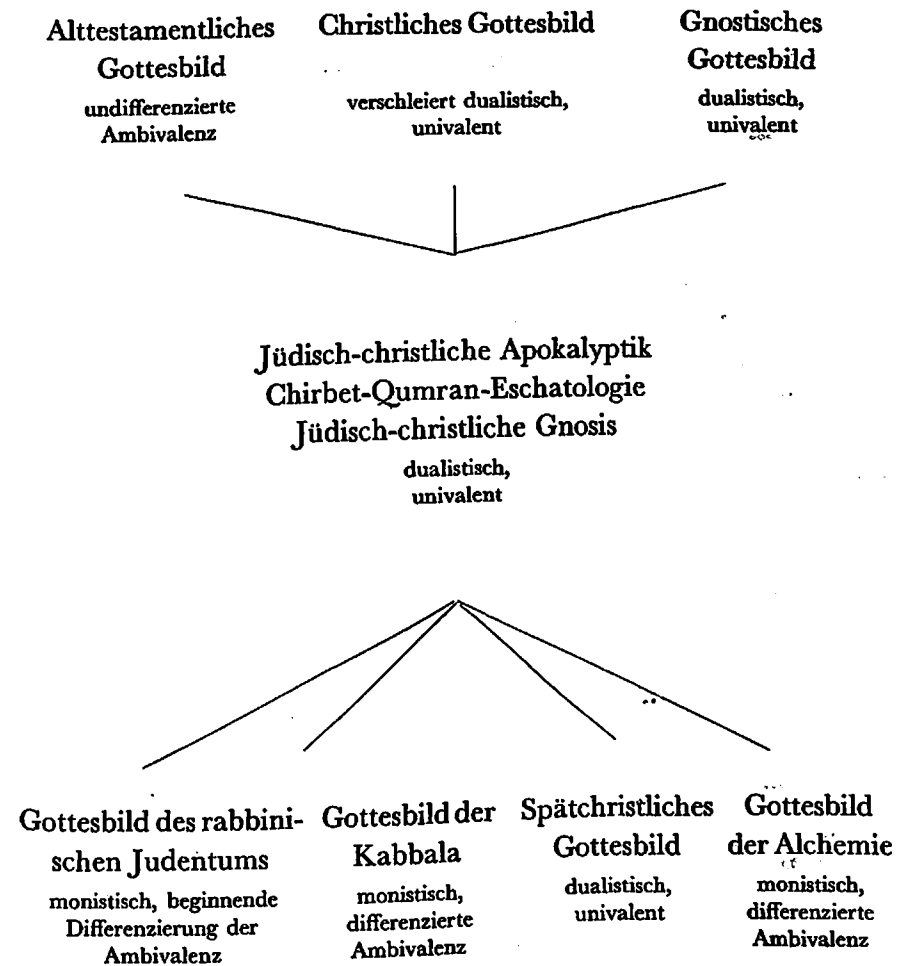 Alttestamentliches
Gottesbild
undifferenzierte
Ambivalenz
Christliches Gottesbild
verschleiert dualistisch,
univalent
Gnostisches
Gottesbild
dualistisch,
univalent
Jüdisch-christliche Apokalyptik
Chirbet-Qumran-Eschatologie
Jüdisch-christliche Gnosis
dualistisch,
univalent
Gottesbild des rabbini-
schen Judentums
monistisch, beginnende
Differenzierung der
Ambivalenz
Gottesbild der
Kabbala
monistisch,
differenzierte
Ambivalenz
Spätchristliches
Gottesbild
dualistisch,
univalent
Gottesbild
der Alchemie
monistisch,
differenzierte
Ambivalenz